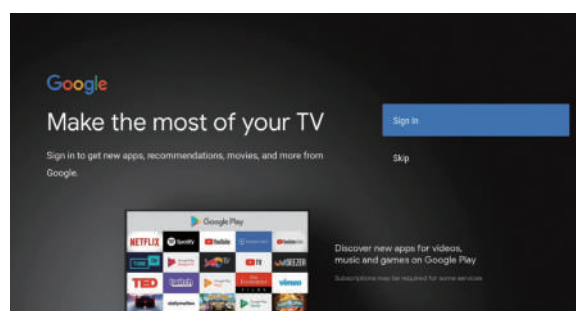 Google
Make the most of your TV
Sign In
Sign in to get new apps, recommendations, movies, and more from
Google.
Skip
Google Play
NETFLIX
Spotify
YouTube
DEEZER
TED
twitch
vimeo
dailymotion
Discover new apps for videos,
music and games on Google Play
Subscriptions may be required for some services